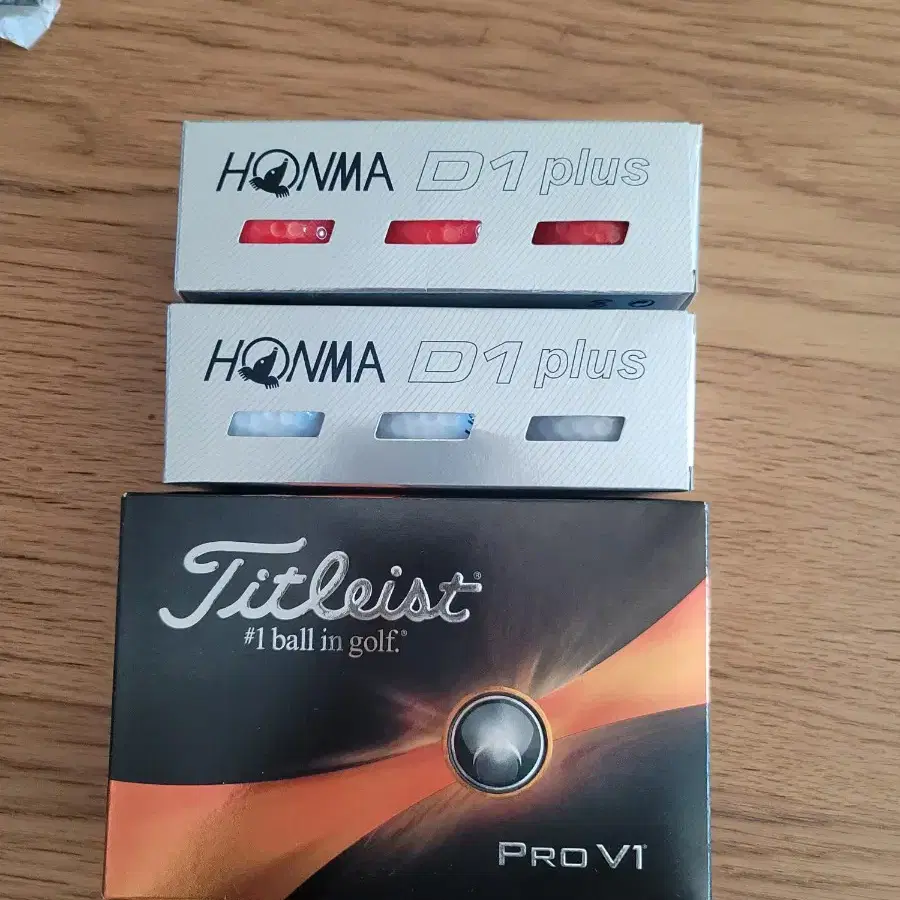 HONMA D1 plus
HONMA D1 plus
Titleist®
#1 ball in golf.®
PRO V1